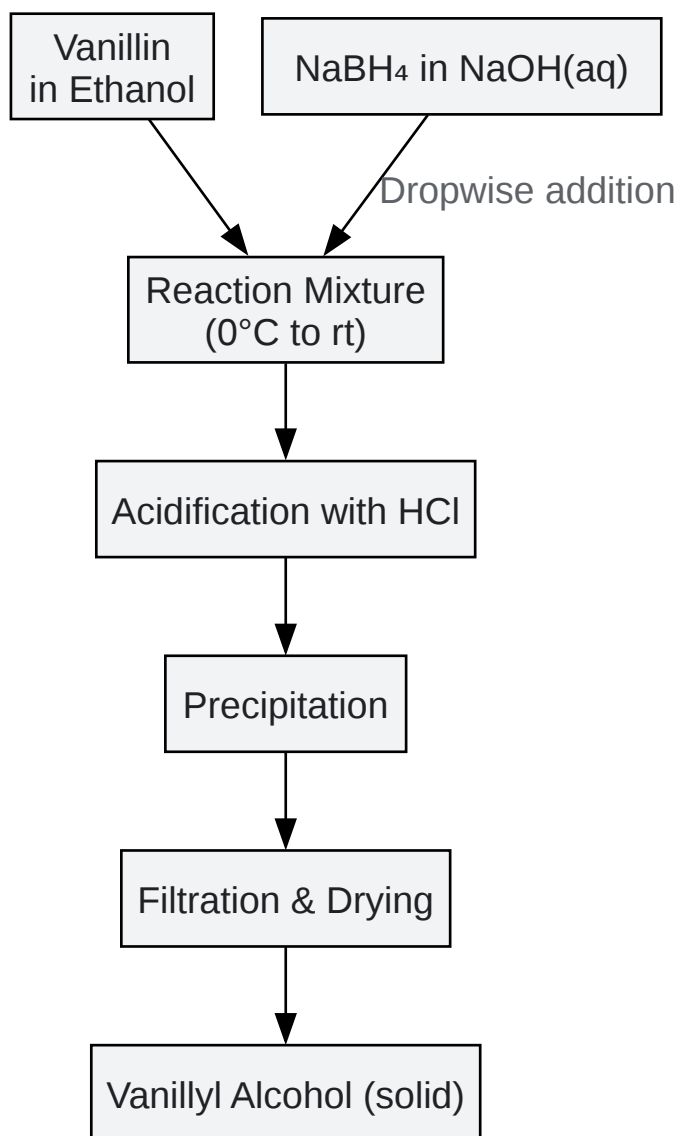 Vanillin
in Ethanol
NaBH₄ in NaOH(aq)
Dropwise addition
Reaction Mixture
(0°C to rt)
Acidification with HCl
Precipitation
Filtration & Drying
Vanillyl Alcohol (solid)